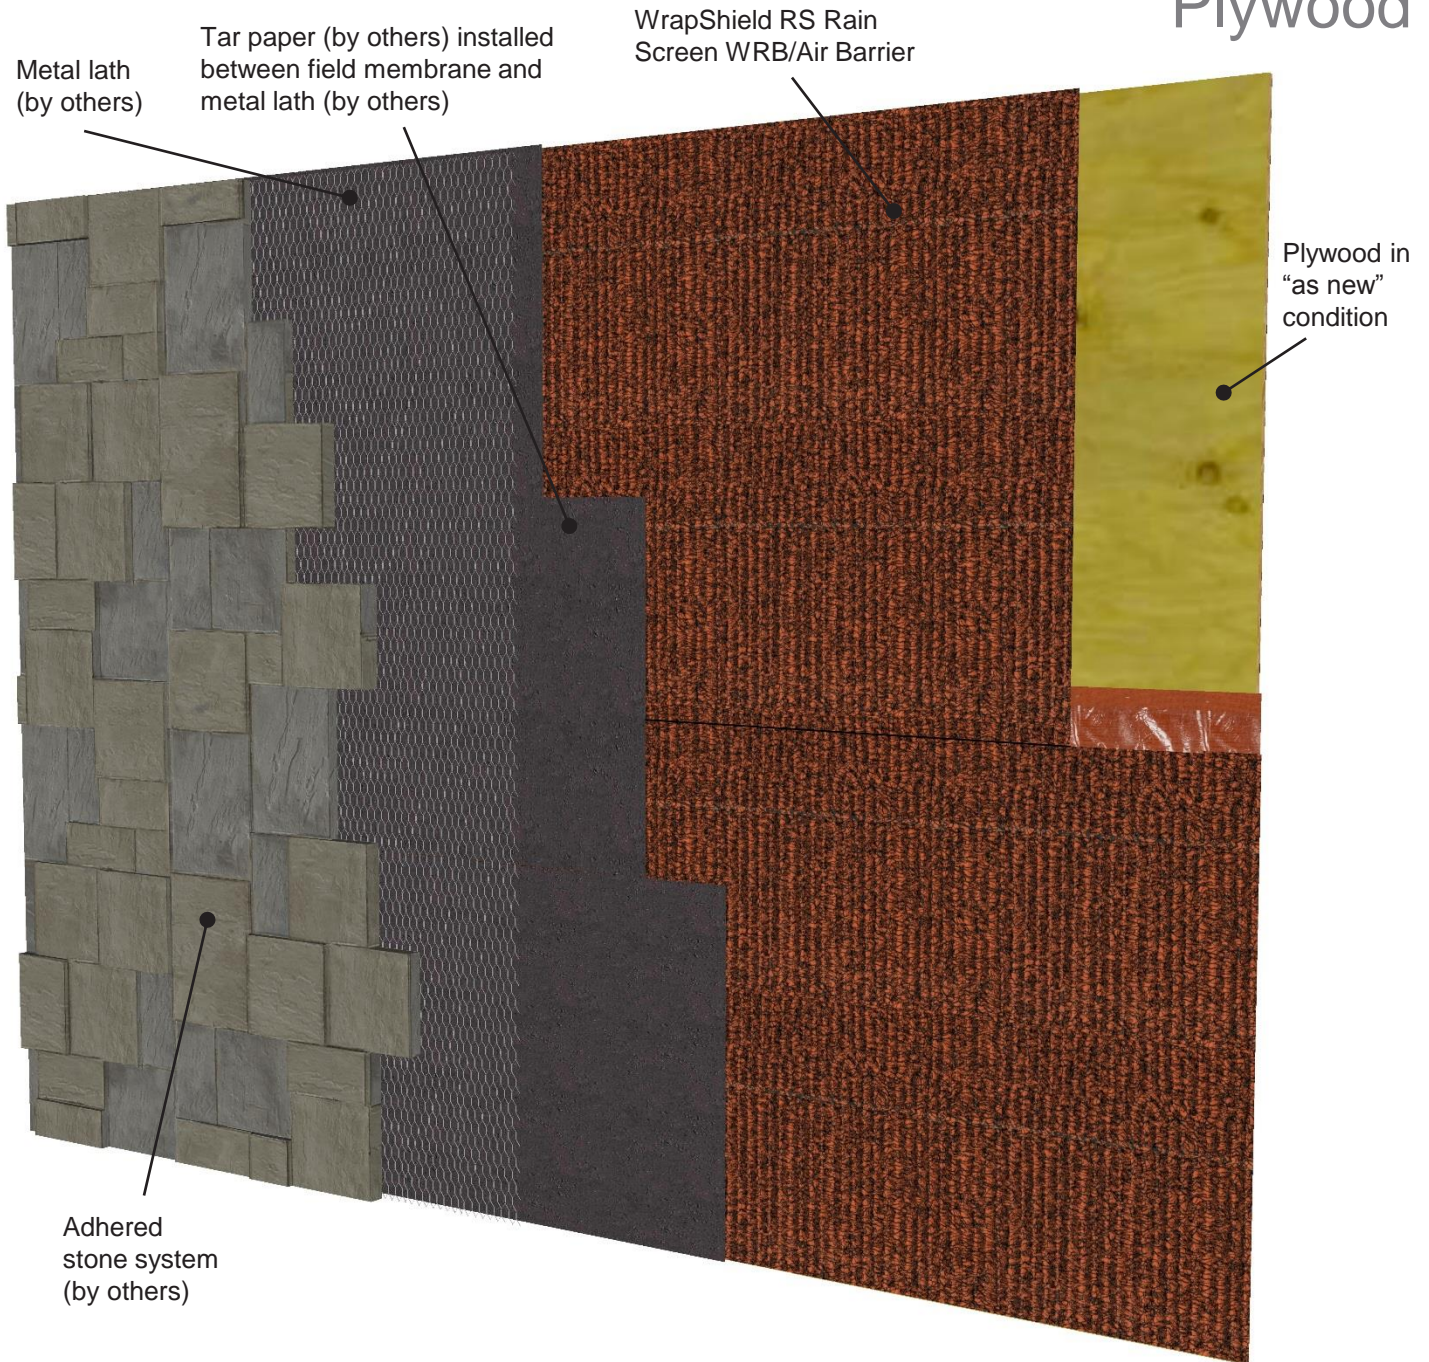 Plywood
WrapShield RS Rain
Screen WRB/Air Barrier
Tar paper (by others) installed
between field membrane and
metal lath (by others)
Metal lath
(by others)
Plywood in
“as new”
condition
Adhered
stone system
(by others)